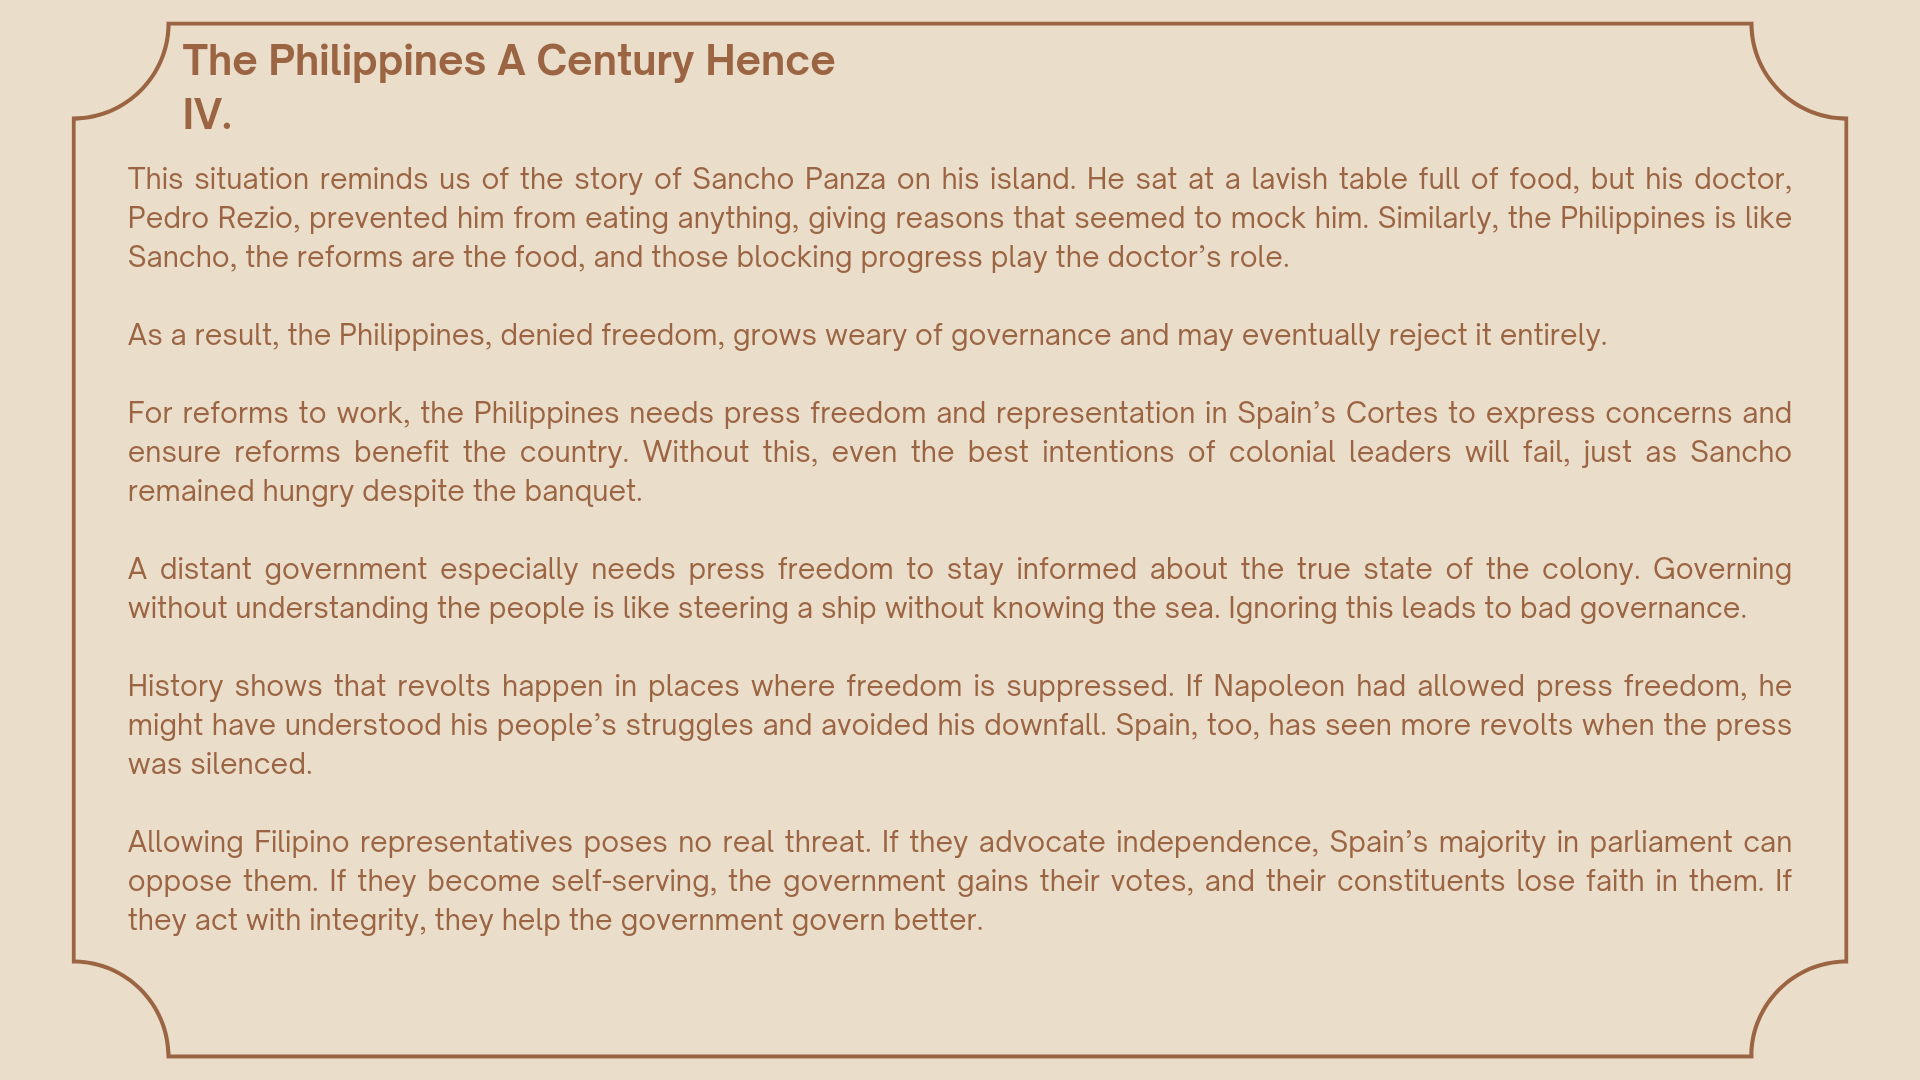 The Philippines A Century Hence
IV.
This situation reminds us of the story of Sancho Panza on his island. He sat at a lavish table full of food, but his doctor,
Pedro Rezio, prevented him from eating anything, giving reasons that seemed to mock him. Similarly, the Philippines is like
Sancho, the reforms are the food, and those blocking progress play the doctor’s role.
As a result, the Philippines, denied freedom, grows weary of governance and may eventually reject it entirely.
For reforms to work, the Philippines needs press freedom and representation in Spain’s Cortes to express concerns and
ensure reforms benefit the country. Without this, even the best intentions of colonial leaders will fail, just as Sancho
remained hungry despite the banquet.
A distant government especially needs press freedom to stay informed about the true state of the colony. Governing
without understanding the people is like steering a ship without knowing the sea. Ignoring this leads to bad governance.
History shows that revolts happen in places where freedom is suppressed. If Napoleon had allowed press freedom, he
might have understood his people’s struggles and avoided his downfall. Spain, too, has seen more revolts when the press
was silenced.
Allowing Filipino representatives poses no real threat. If they advocate independence, Spain’s majority in parliament can
oppose them. If they become self-serving, the government gains their votes, and their constituents lose faith in them. If
they act with integrity, they help the government govern better.